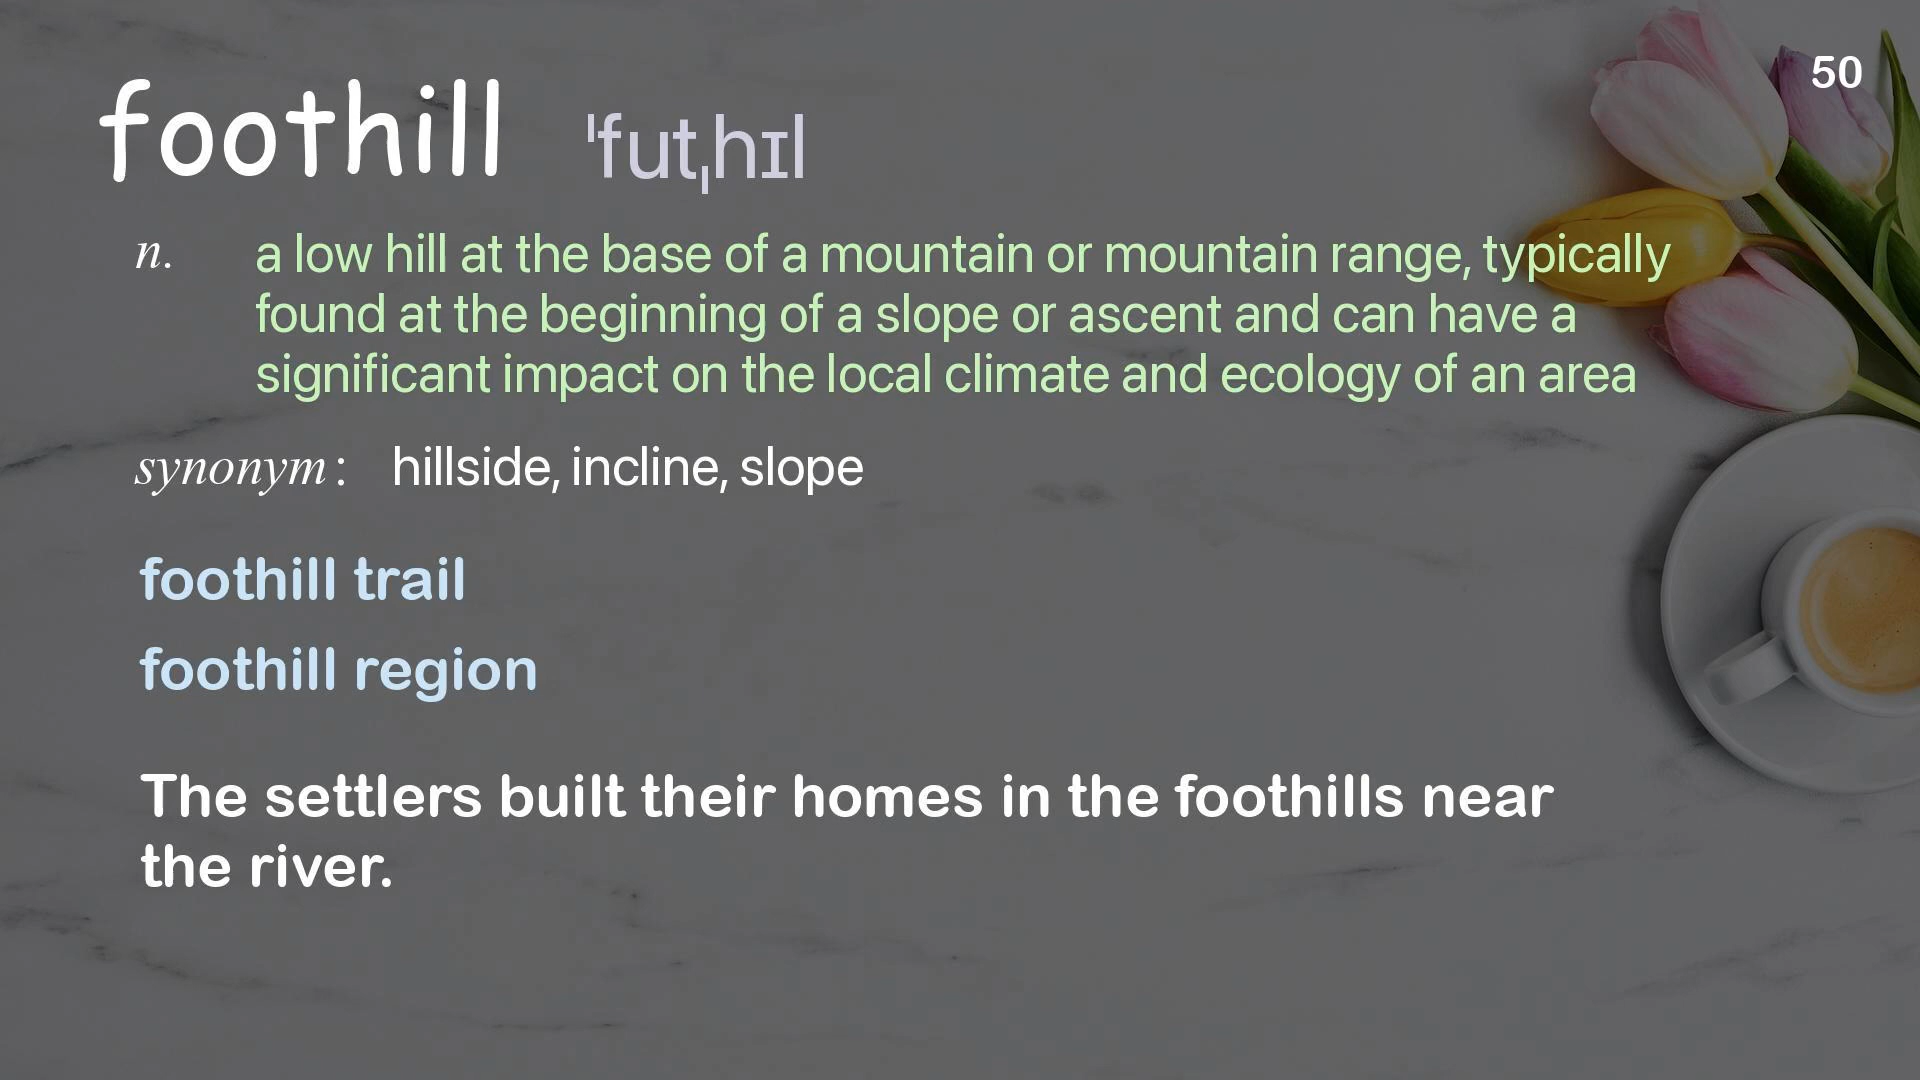 50
foothill ˈfutˌhɪl
n. a low hill at the base of a mountain or mountain range, typically
found at the beginning of a slope or ascent and can have a
significant impact on the local climate and ecology of an area
synonym: hillside, incline, slope
foothill trail
foothill region
The settlers built their homes in the foothills near
the river.